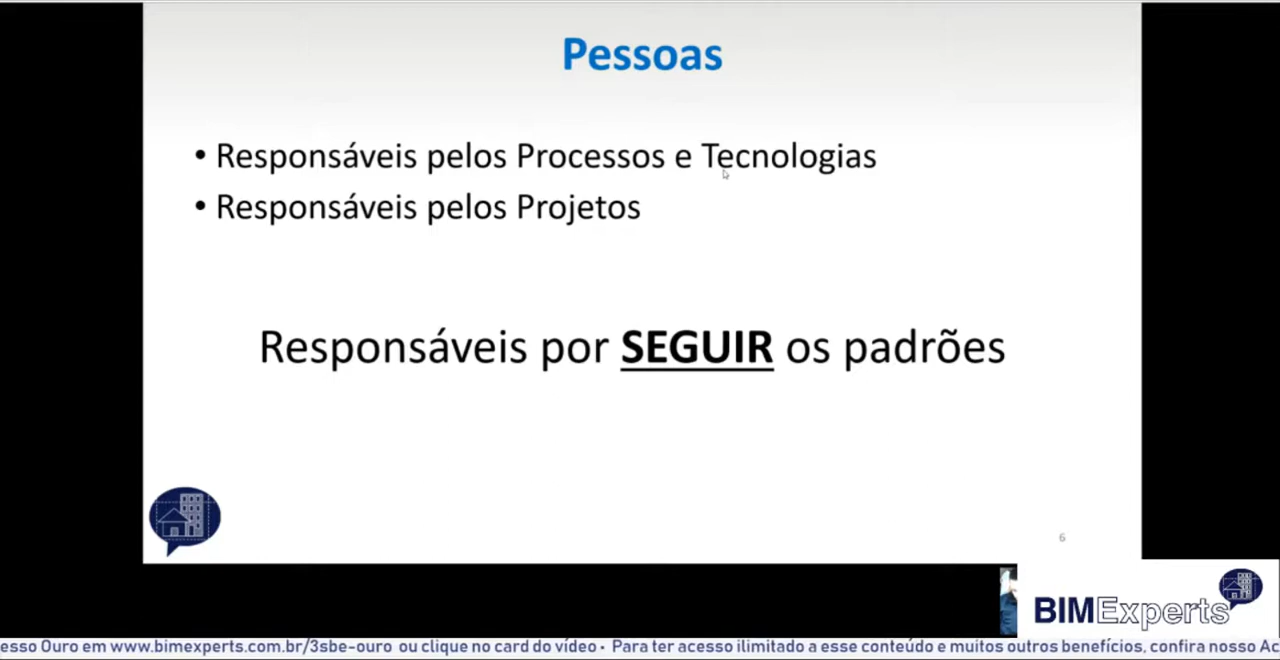 Pessoas
• Responsáveis pelos Processos e Tecnologias
• Responsáveis pelos Projetos
Responsáveis por SEGUIR os padrões
6
BIMExperts
esso Ouro em www.bimexperts.com.br/3sbe-ouro ou clique no card do vídeo • Para ter acesso ilimitado a esse conteúdo e muitos outros benefícios, confira nosso Ac